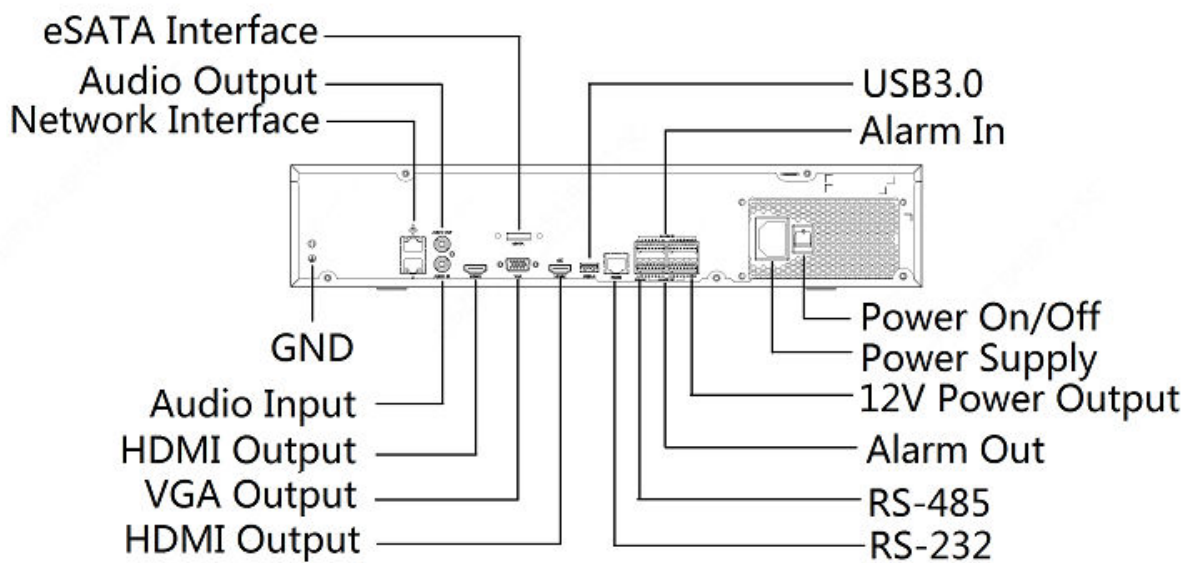 eSATA Interface
Audio Output
Network Interface
USB3.0
Alarm In
GND
Audio Input
HDMI Output
VGA Output
HDMI Output
Power On/Off
Power Supply
12V Power Output
Alarm Out
RS-485
RS-232